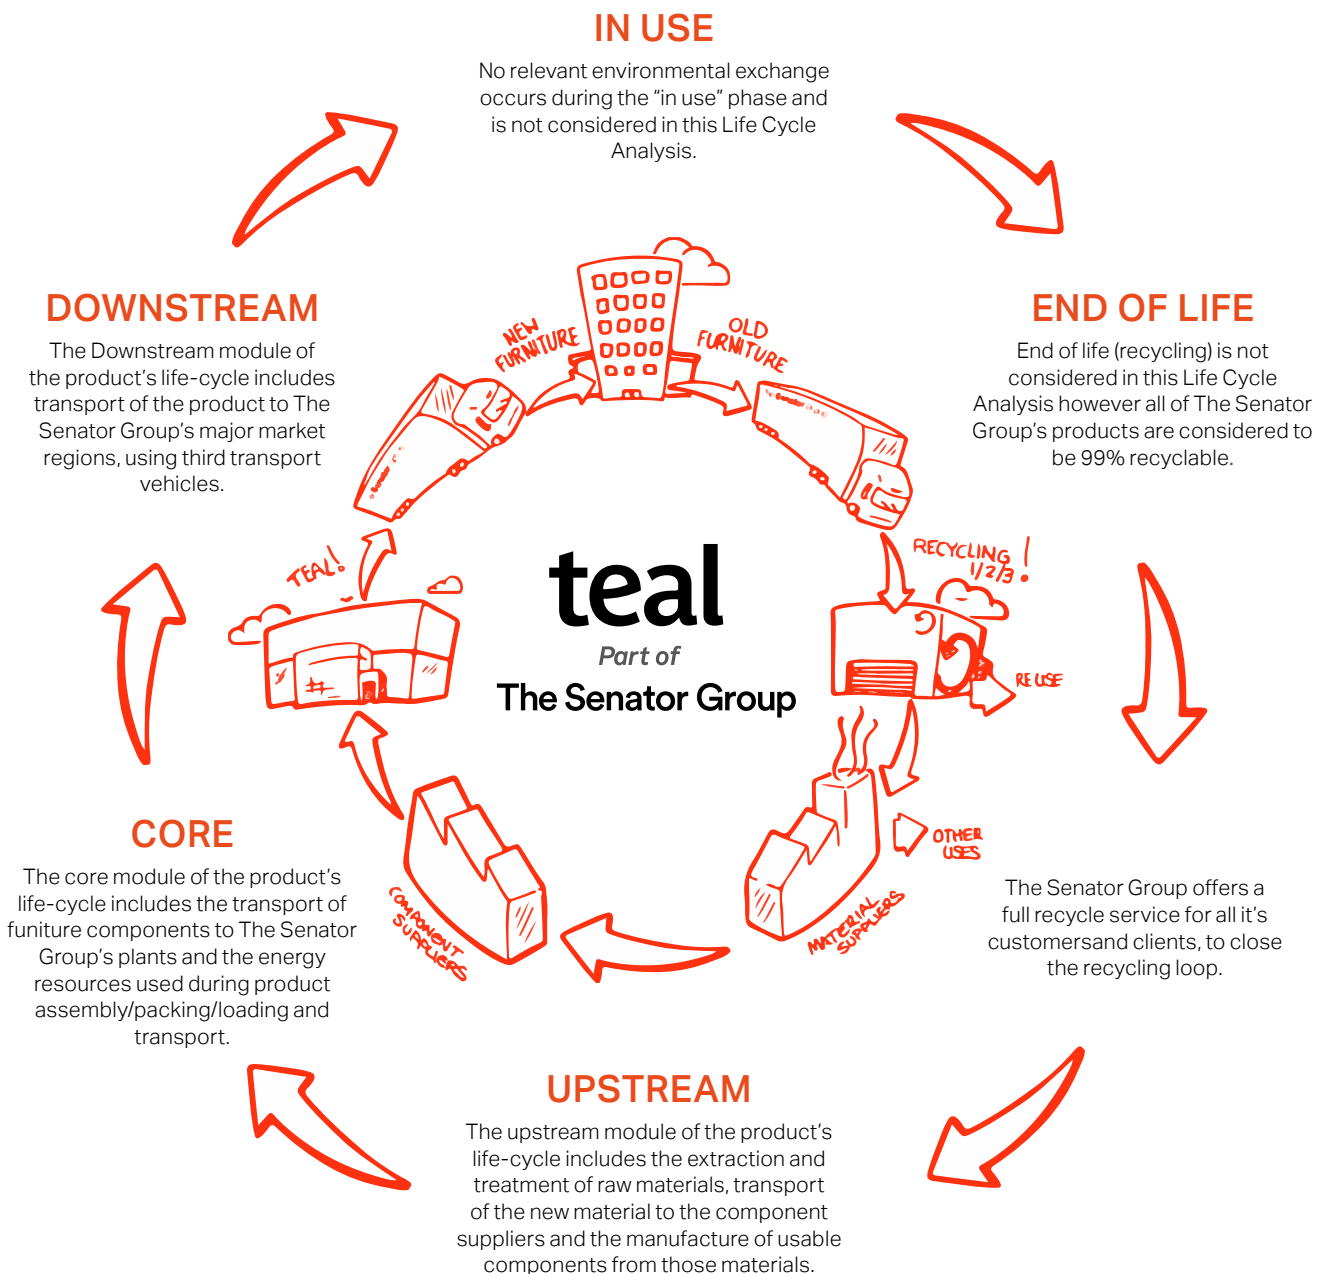 IN USE
No relevant environmental exchange
occurs during the “in use” phase and
is not considered in this Life Cycle
Analysis.
DOWNSTREAM
The Downstream module of
the product’s life-cycle includes
transport of the product to The
Senator Group’s major market
regions, using third transport
vehicles.
END OF LIFE
End of life (recycling) is not
considered in this Life Cycle
Analysis however all of The Senator
Group’s products are considered to
be 99% recyclable.
NEW
FURNITURE
OLD
FURNITURE
Senator
Senator
TEAL!
RECYCLING
1/2/3!
teal
Part of
The Senator Group
RE USE
CORE
The core module of the product’s
life-cycle includes the transport of
funiture components to The Senator
Group’s plants and the energy
resources used during product
assembly/packing/loading and
transport.
COMPONENT
SUPPLIERS
MATERIAL
SUPPLIERS
OTHER
USES
The Senator Group offers a
full recycle service for all it’s
customersand clients, to close
the recycling loop.
UPSTREAM
The upstream module of the product’s
life-cycle includes the extraction and
treatment of raw materials, transport
of the new material to the component
suppliers and the manufacture of usable
components from those materials.